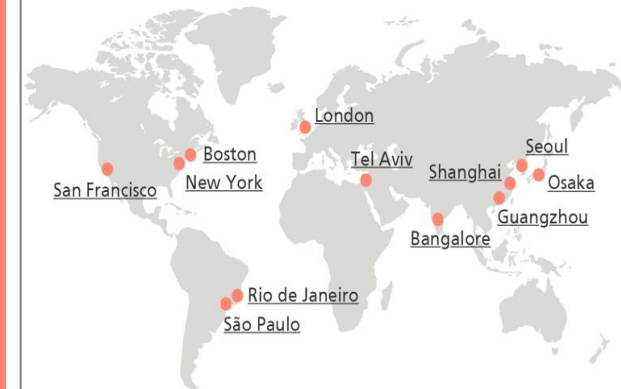 London
Boston
Tel Aviv
Seoul
Shanghai
San Francisco
New York
Osaka
Guangzhou
Bangalore
Rio de Janeiro
São Paulo